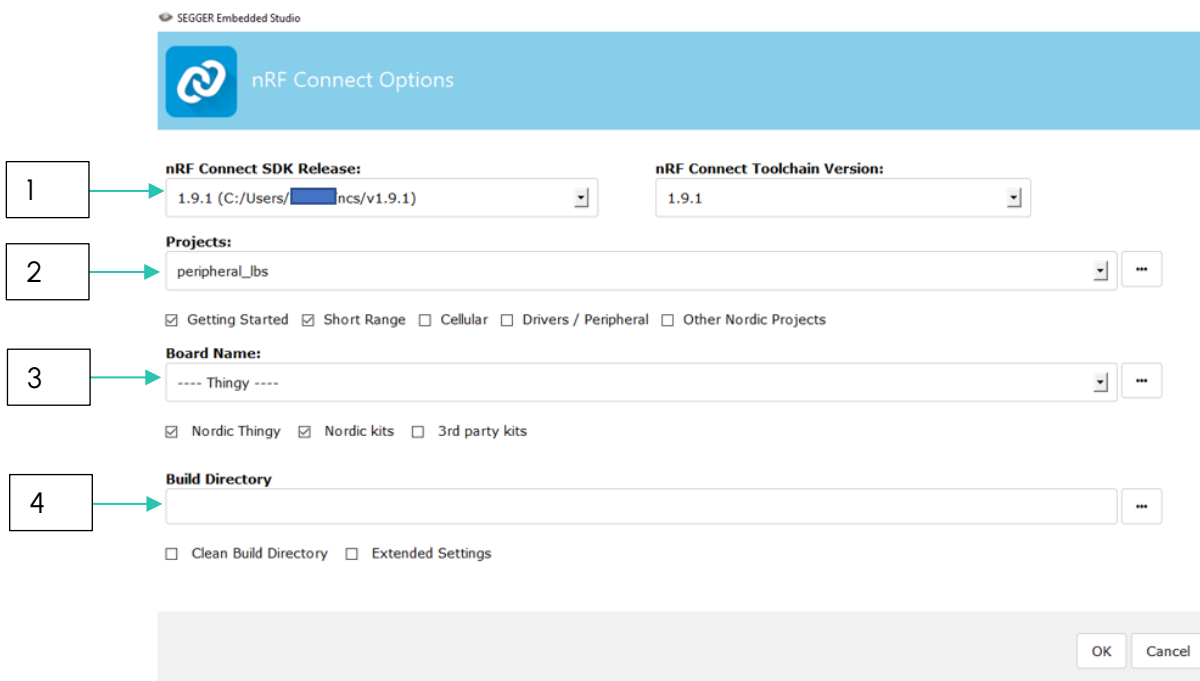 SEGGER Embedded Studio
nRF Connect Options
nRF Connect SDK Release: nRF Connect Toolchain Version:
1 1.9.1 (C:/Users/ ncs/v1.9.1) 1.9.1
Projects:
2 peripheral_lbs ...
Getting Started Short Range Cellular Drivers / Peripheral Other Nordic Projects
Board Name:
3 ---- Thingy ---- ...
Nordic Thingy Nordic kits 3rd party kits
Build Directory
4 ...
Clean Build Directory Extended Settings
OK Cancel